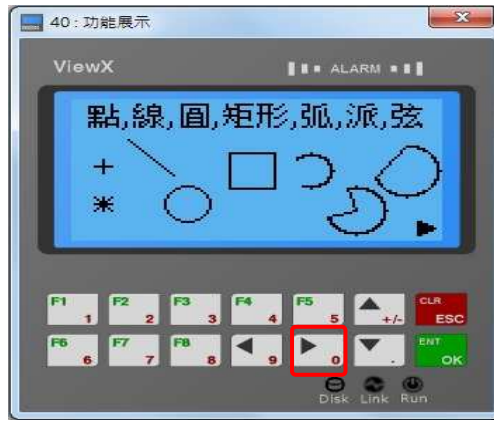 40 : 功能展示
ViewX ALARM
點,線,圓,矩形,弧,派,弦
F1 1 F2 2 F3 3 F4 4 F5 5 +/- CLR ESC
F6 6 F7 7 F8 8 9 0 . ENT OK
Disk Link Run